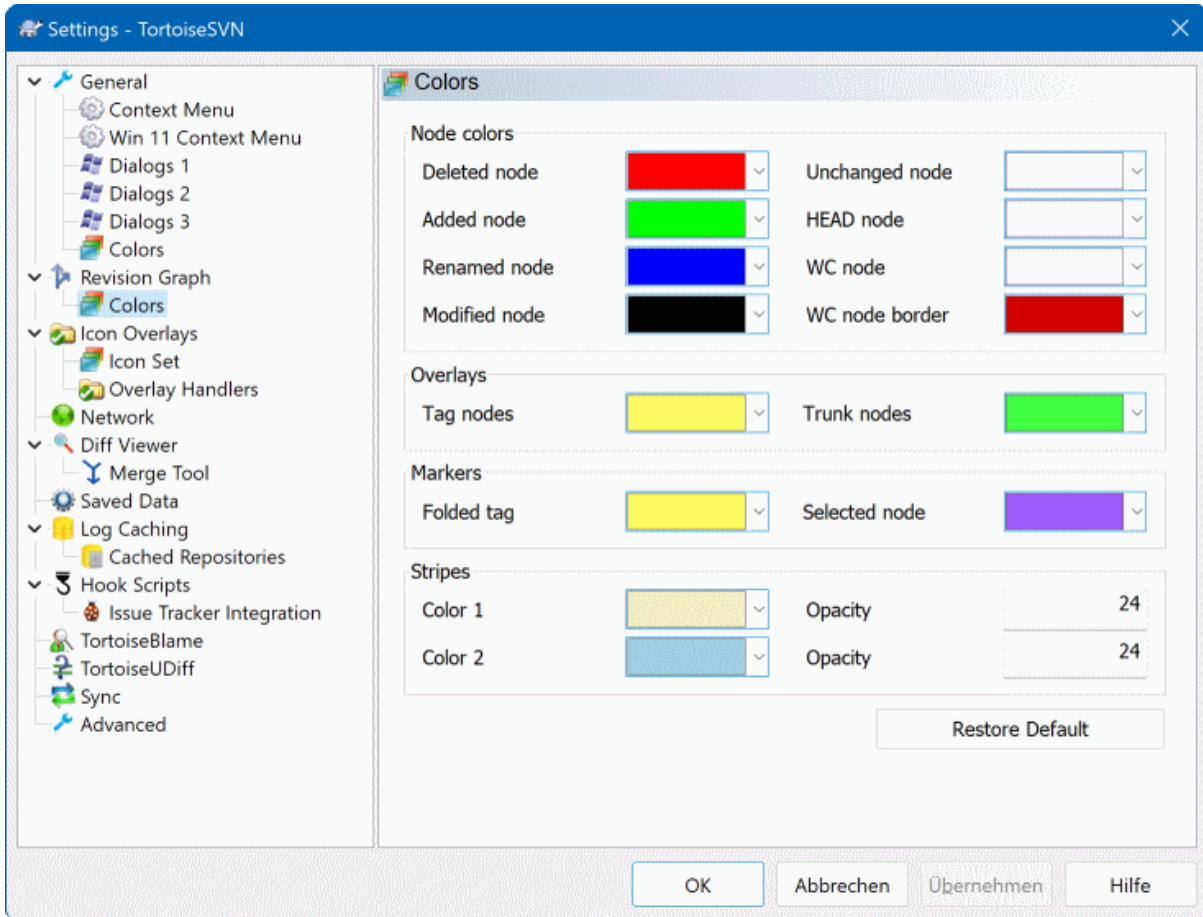 Settings - TortoiseSVN
General
Context Menu
Win 11 Context Menu
Dialogs 1
Dialogs 2
Dialogs 3
Colors
Revision Graph
Colors
Icon Overlays
Icon Set
Overlay Handlers
Network
Diff Viewer
Merge Tool
Saved Data
Log Caching
Cached Repositories
Hook Scripts
Issue Tracker Integration
TortoiseBlame
TortoiseUDiff
Sync
Advanced
Colors
Node colors
Deleted node Unchanged node
Added node HEAD node
Renamed node WC node
Modified node WC node border
Overlays
Tag nodes Trunk nodes
Markers
Folded tag Selected node
Stripes
Color 1 Opacity 24
Color 2 Opacity 24
Restore Default
OK Abbrechen Übernehmen Hilfe